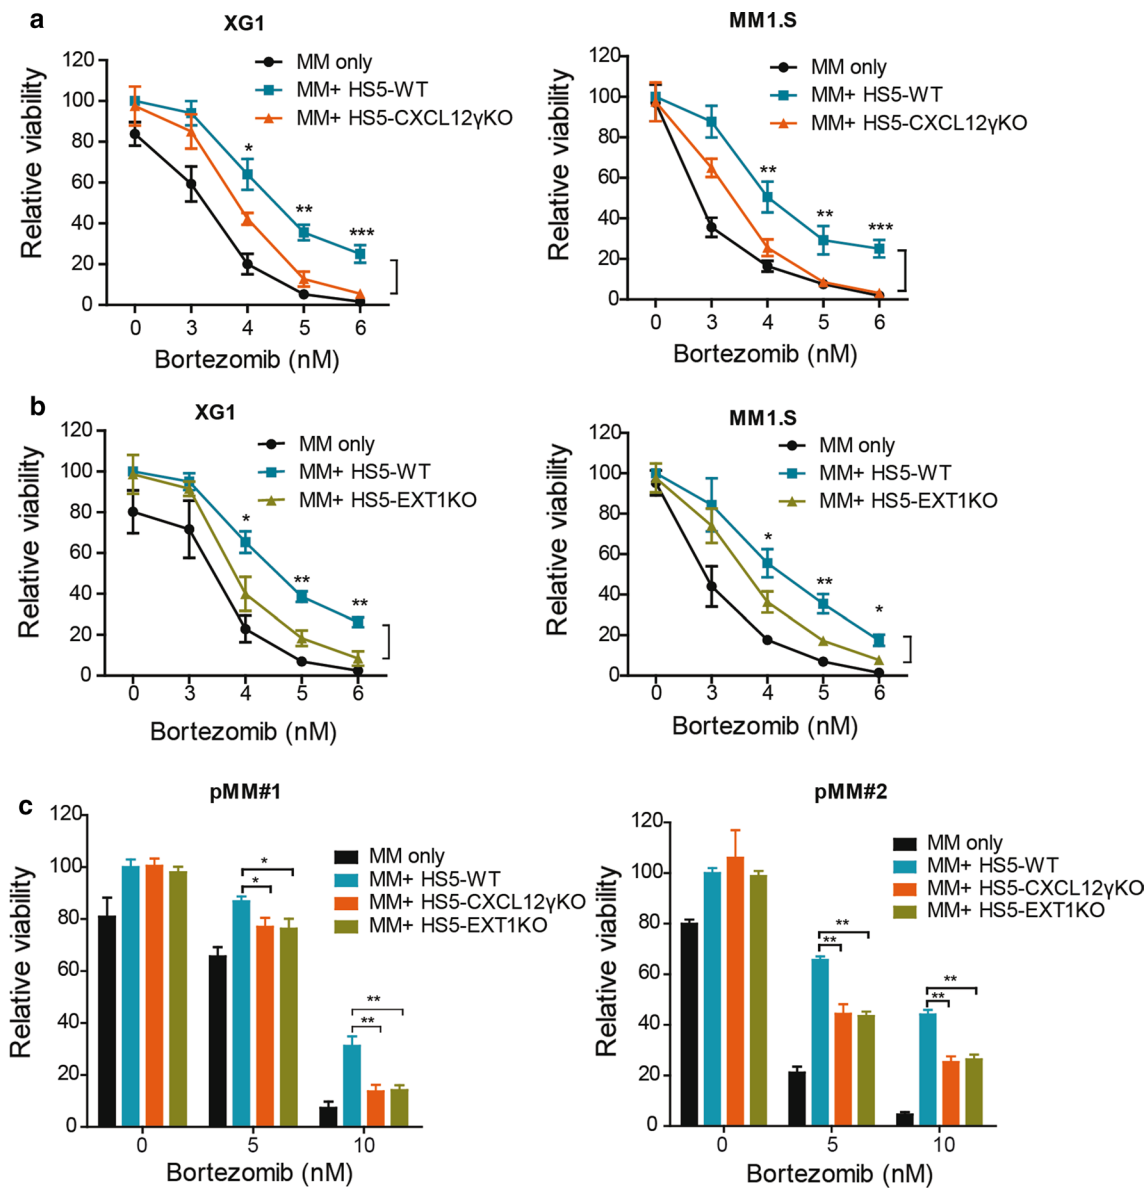 a
XG1
MM only
MM+ HS5-WT
MM+ HS5-CXCL12γKO
120
100
80
60
40
20
0
Relative viability
*
**
***
0 3 4 5 6
Bortezomib (nM)
MM1.S
MM only
MM+ HS5-WT
MM+ HS5-CXCL12γKO
120
100
80
60
40
20
0
Relative viability
**
**
***
0 3 4 5 6
Bortezomib (nM)
b
XG1
MM only
MM+ HS5-WT
MM+ HS5-EXT1KO
120
100
80
60
40
20
0
Relative viability
*
**
**
0 3 4 5 6
Bortezomib (nM)
MM1.S
MM only
MM+ HS5-WT
MM+ HS5-EXT1KO
120
100
80
60
40
20
0
Relative viability
*
**
*
0 3 4 5 6
Bortezomib (nM)
c
pMM#1
MM only
MM+ HS5-WT
MM+ HS5-CXCL12γKO
MM+ HS5-EXT1KO
120
100
80
60
40
20
0
Relative viability
*
*
**
**
0 5 10
Bortezomib (nM)
pMM#2
MM only
MM+ HS5-WT
MM+ HS5-CXCL12γKO
MM+ HS5-EXT1KO
120
100
80
60
40
20
0
Relative viability
**
**
**
**
0 5 10
Bortezomib (nM)